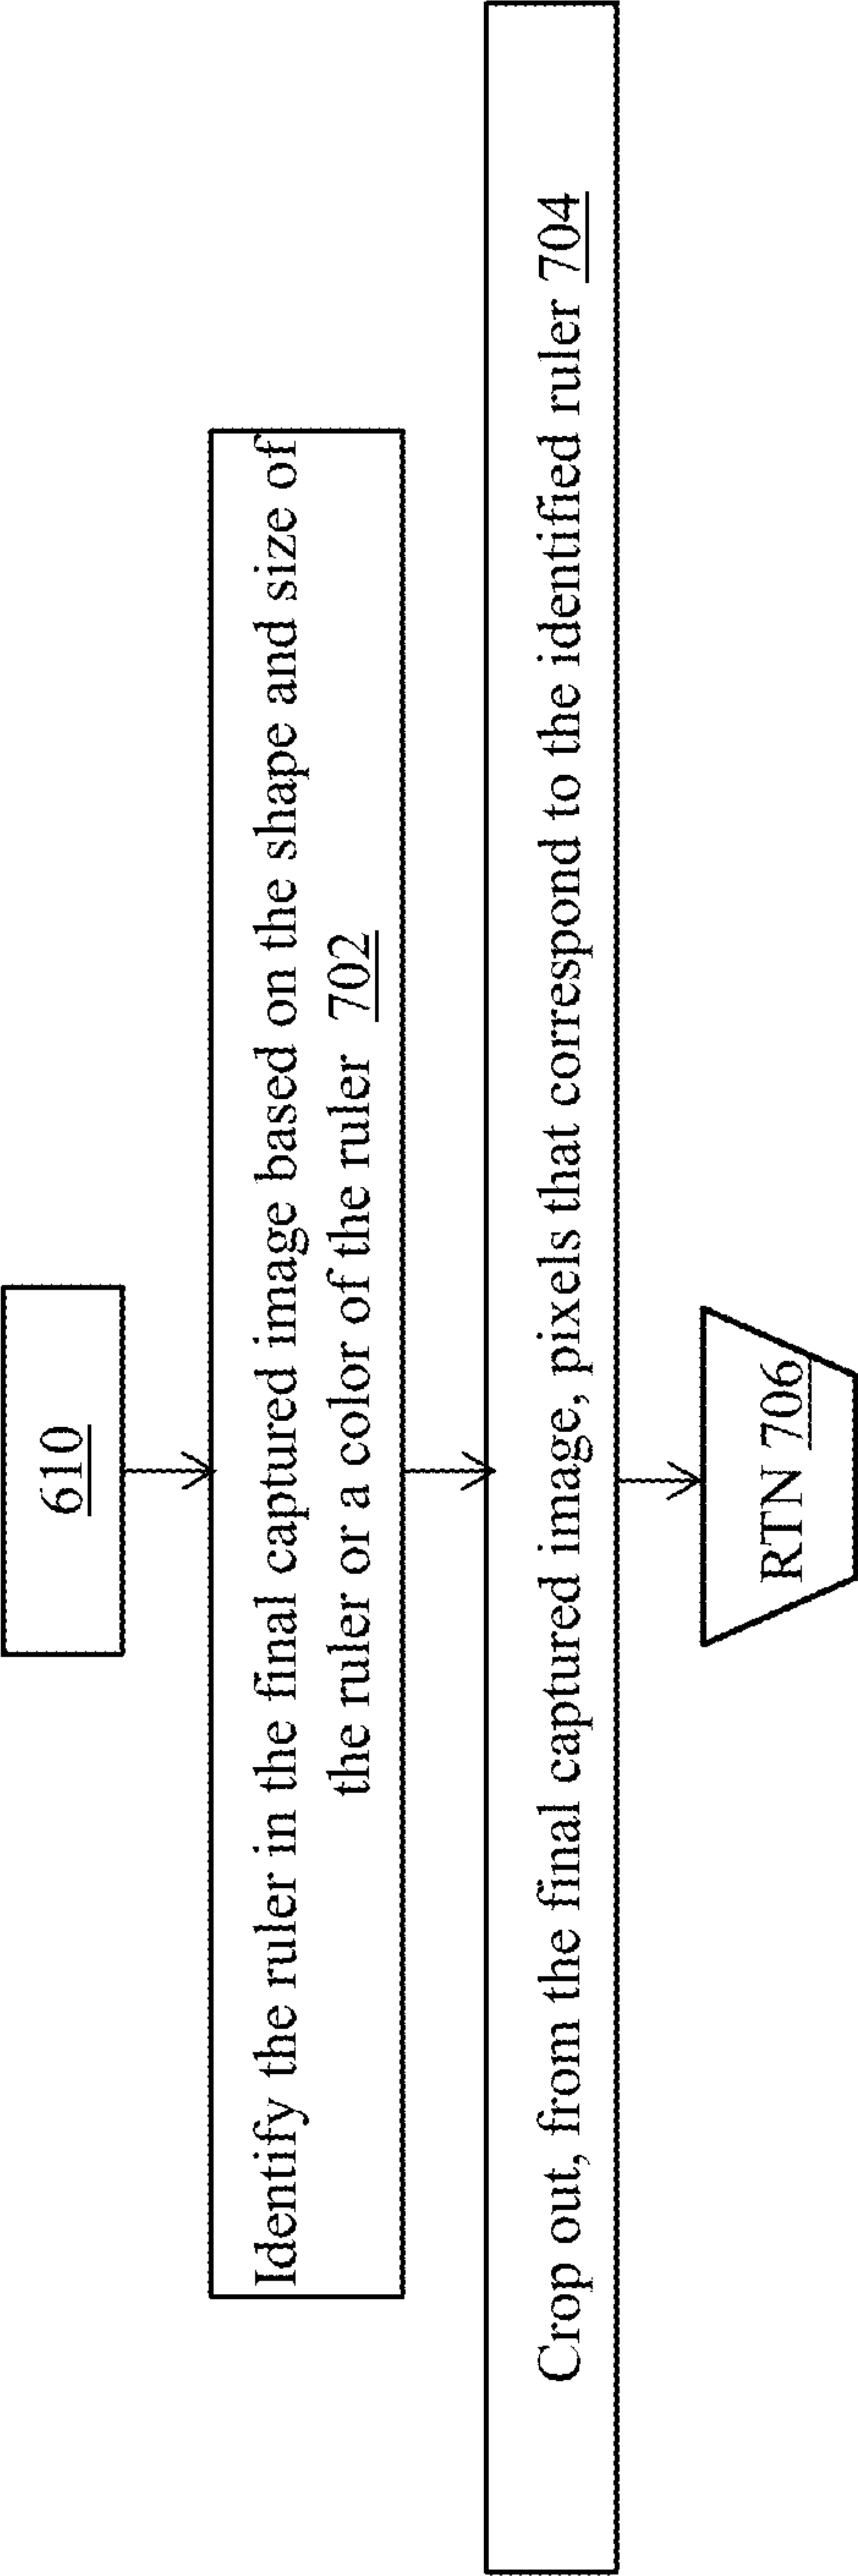 610
Identify the ruler in the final captured image based on the shape and size of
the ruler or a color of the ruler 702
Crop out, from the final captured image, pixels that correspond to the identified ruler 704
RTN 706